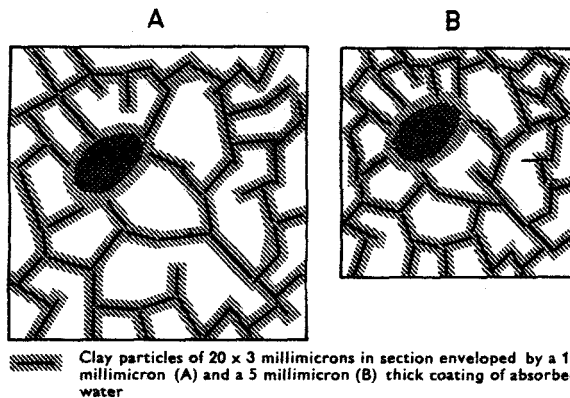 A
B
Clay particles of 20 x 3 millimicrons in section enveloped by a 1
millimicron (A) and a 5 millimicron (B) thick coating of absorbe
water